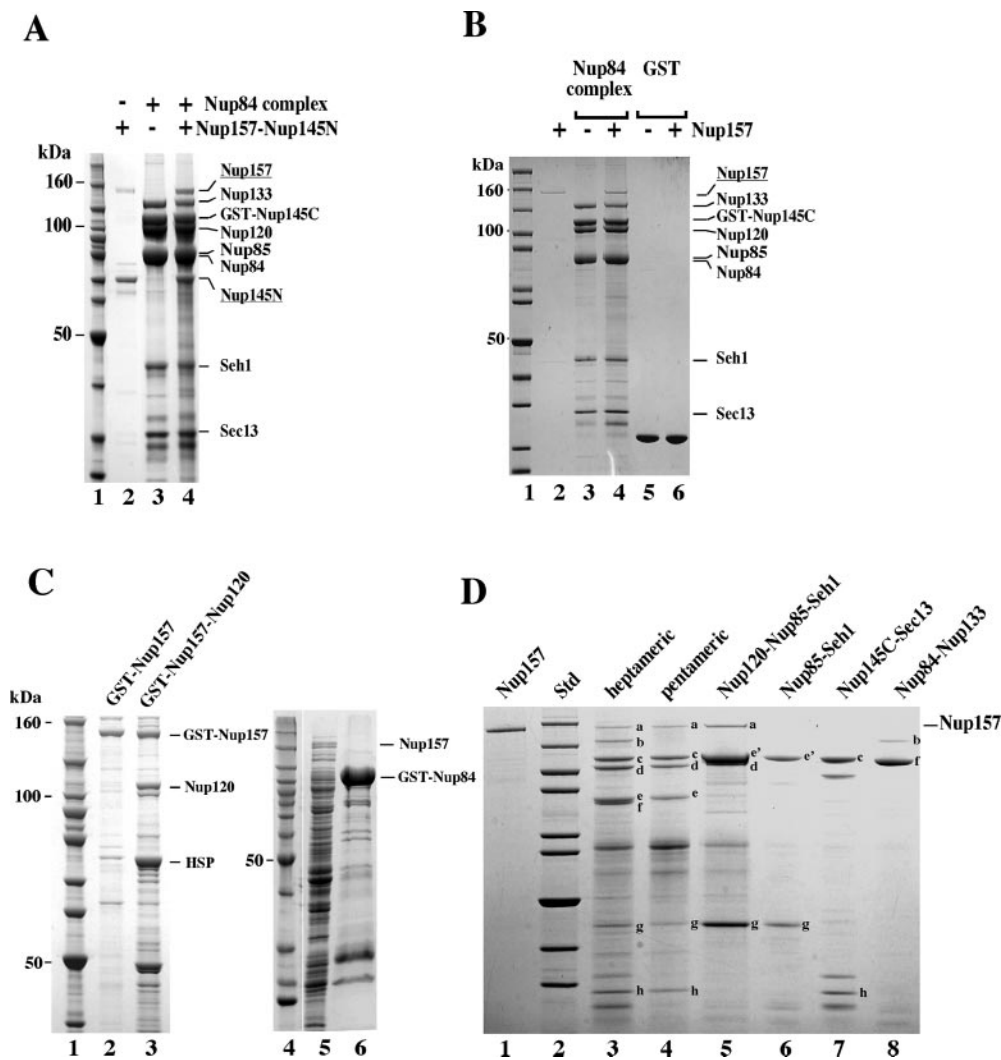 A
- + + Nup84 complex
+ - + Nup157-Nup145N
kDa
160
100
50
Nup157
Nup133
GST-Nup145C
Nup120
Nup85
Nup84
Nup145N
Seh1
Sec13
1 2 3 4
B
Nup84 complex
GST
+ - + - + Nup157
kDa
160
100
50
Nup157
Nup133
GST-Nup145C
Nup120
Nup85
Nup84
Seh1
Sec13
1 2 3 4 5 6
C
GST-Nup157
GST-Nup157-Nup120
kDa
160
100
50
GST-Nup157
Nup120
HSP
1 2 3
50
Nup157
GST-Nup84
4 5 6
D
Nup157
Std
heptameric
pentameric
Nup120-Nup85-Seh1
Nup85-Seh1
Nup145C-Sec13
Nup84-Nup133
Nup157
a a a
b b
c c e' e' c
d d d f
e e
f
g g g g
h h h
1 2 3 4 5 6 7 8